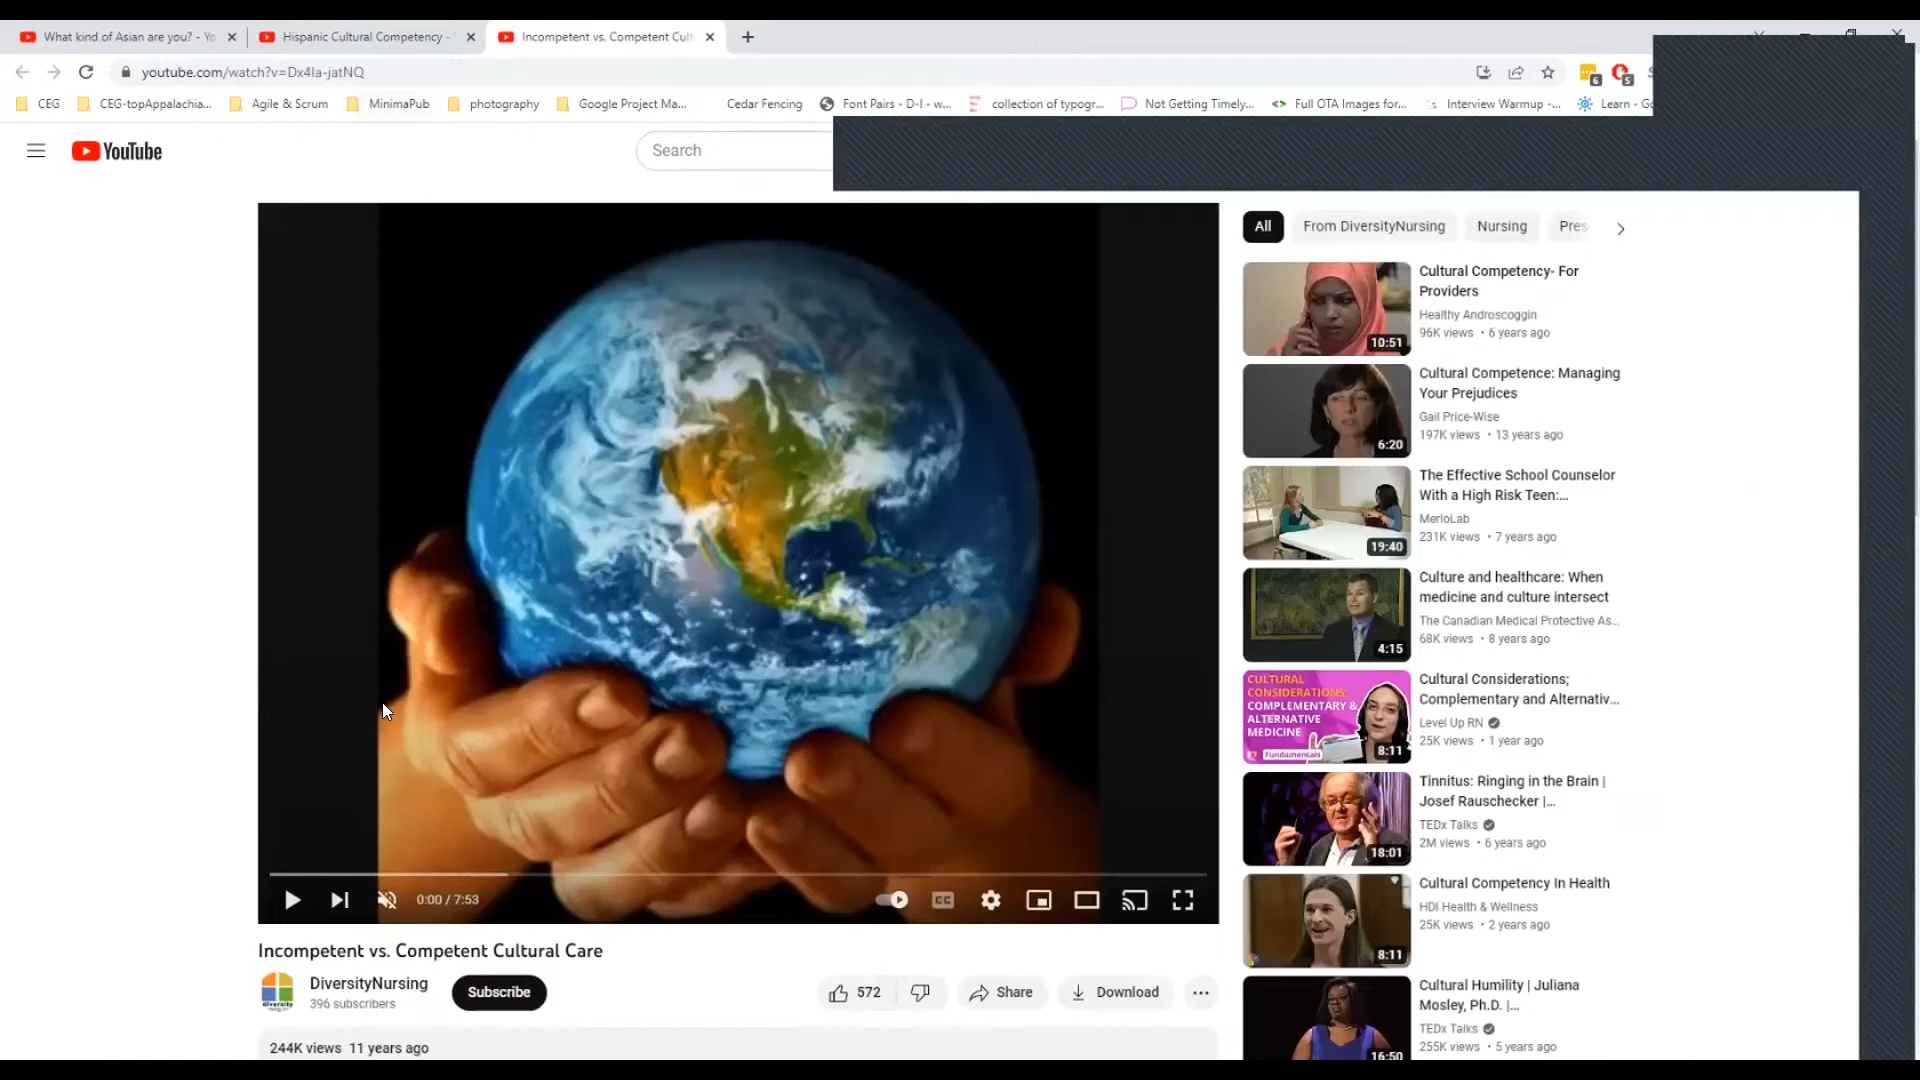 What kind of Asian are you? - Yo
Hispanic Cultural Competency -
Incompetent vs. Competent Cult
youtube.com/watch?v=Dx4Ia-jatNQ
CEG
CEG-topAppalachia...
Agile & Scrum
MinimaPub
photography
Google Project Ma...
Cedar Fencing
Font Pairs - D-I - w...
collection of typogr...
Not Getting Timely...
Full OTA Images for...
Interview Warmup -...
Learn - Go
YouTube
Search
All
From DiversityNursing
Nursing
Pres
Cultural Competency- For
Providers
Healthy Androscoggin
96K views • 6 years ago
10:51
Cultural Competence: Managing
Your Prejudices
Gail Price-Wise
197K views • 13 years ago
6:20
The Effective School Counselor
With a High Risk Teen:...
MerloLab
231K views • 7 years ago
19:40
Culture and healthcare: When
medicine and culture intersect
The Canadian Medical Protective As...
68K views • 8 years ago
4:15
CULTURAL
CONSIDERATIONS:
COMPLEMENTARY &
ALTERNATIVE
MEDICINE
Fundamentals
8:11
Cultural Considerations;
Complementary and Alternativ...
Level Up RN
25K views • 1 year ago
Tinnitus: Ringing in the Brain |
Josef Rauschecker |...
TEDx Talks
2M views • 6 years ago
18:01
Cultural Competency In Health
HDI Health & Wellness
25K views • 2 years ago
8:11
Cultural Humility | Juliana
Mosley, Ph.D. |...
TEDx Talks
255K views • 5 years ago
16:50
0:00 / 7:53
CC
Incompetent vs. Competent Cultural Care
DiversityNursing
396 subscribers
Subscribe
572
Share
Download
244K views 11 years ago